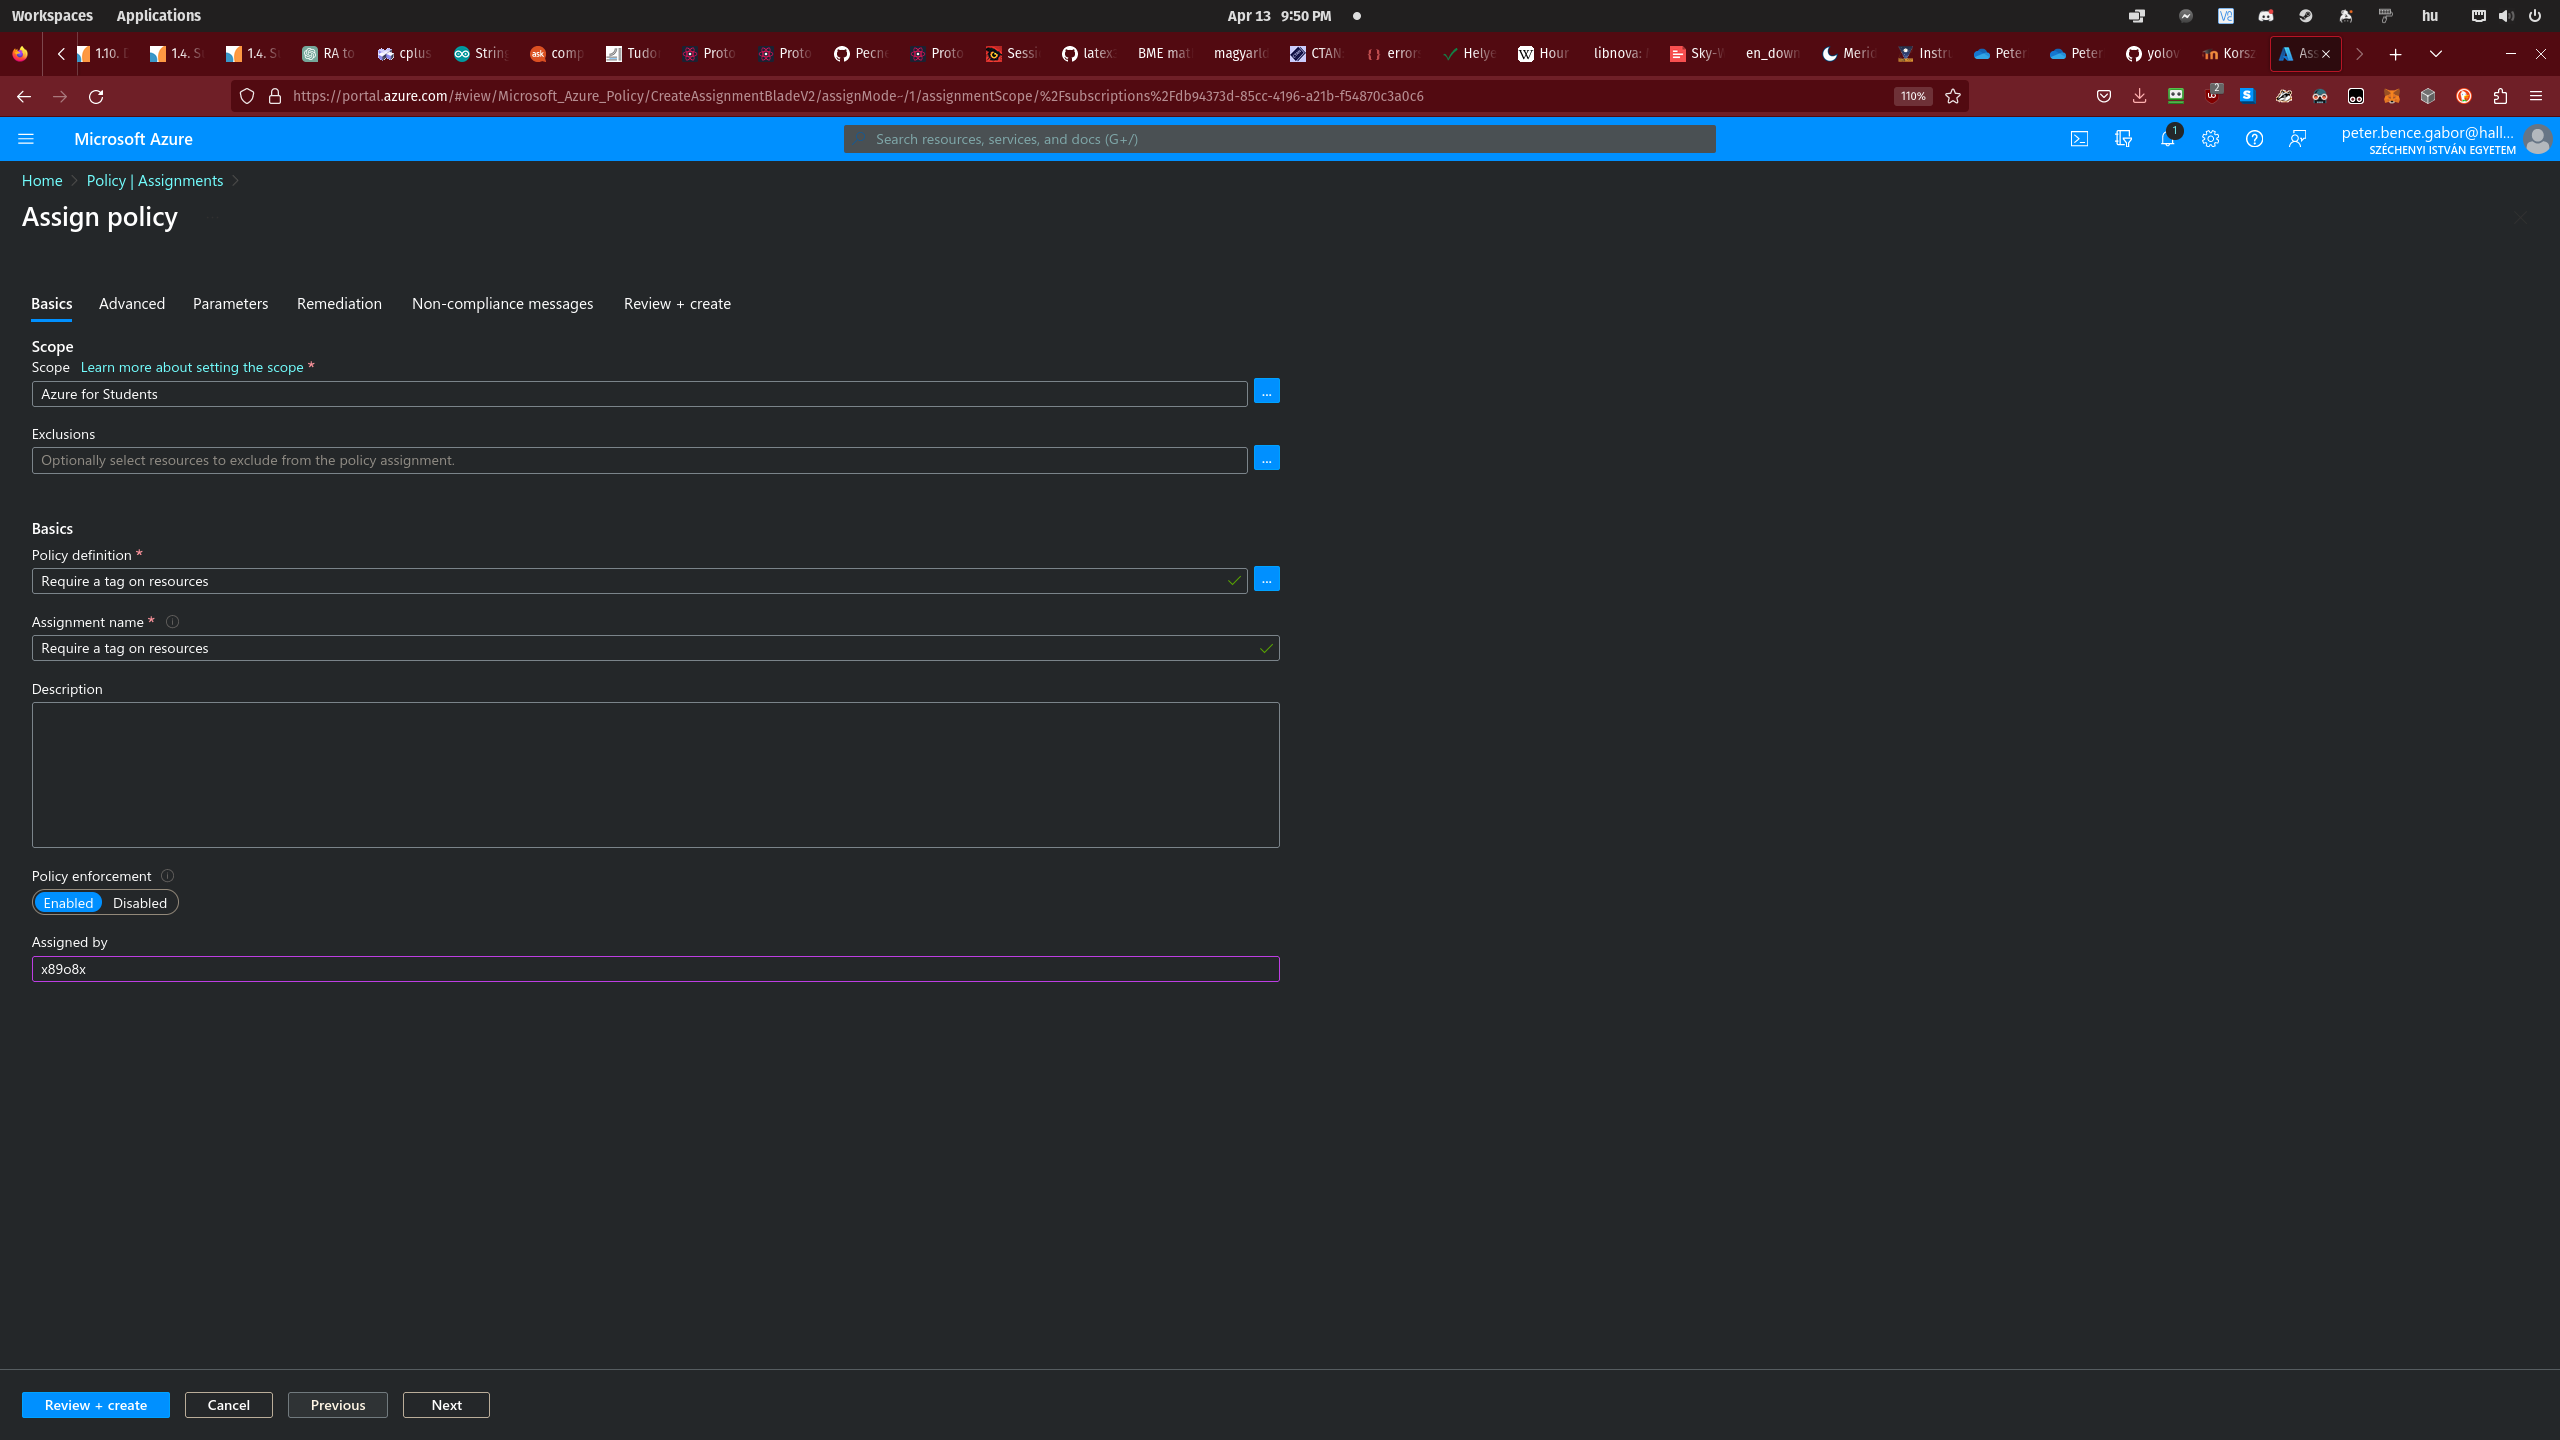 Workspaces Applications Apr 13 9:50 PM hu
1.10. 1.4. 1.4. RA to cplus String comp Tudo Proto Proto Pecne Proto Sessi latex BME mat magyarld CTAN: error Helye Hour libnova: Sky-W en_down Merid Instru Peter Peter yolov Korsz Ass
https://portal.azure.com/#view/Microsoft_Azure_Policy/CreateAssignmentBladeV2/assignMode~/1/assignmentScope/%2Fsubscriptions%2Fdb94373d-85cc-4196-a21b-f54870c3a0c6 110% 2
Microsoft Azure Search resources, services, and docs (G+/) 1 peter.bence.gabor@hall...
SZÉCHENYI ISTVÁN EGYETEM
Home Policy | Assignments
Assign policy
Basics Advanced Parameters Remediation Non-compliance messages Review + create
Scope
Scope Learn more about setting the scope *
Azure for Students ...
Exclusions
Optionally select resources to exclude from the policy assignment. ...
Basics
Policy definition *
Require a tag on resources ...
Assignment name *
Require a tag on resources
Description
Policy enforcement
Enabled Disabled
Assigned by
x89o8x
Review + create Cancel Previous Next